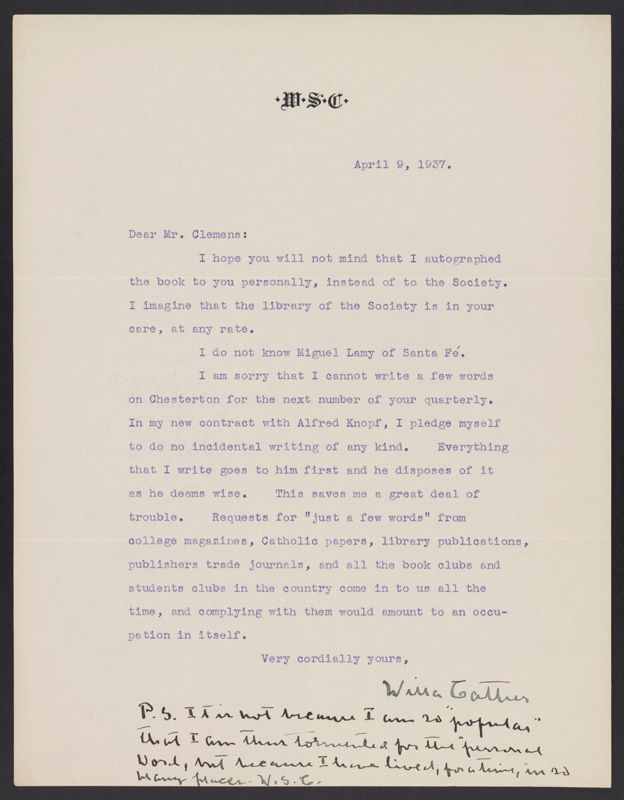 ·W·S·C·
April 9, 1937.
Dear Mr. Clemens:
I hope you will not mind that I autographed
the book to you personally, instead of to the Society.
I imagine that the library of the Society is in your
care, at any rate.
I do not know Miguel Lamy of Santa Fé.
I am sorry that I cannot write a few words
on Chesterton for the next number of your quarterly.
In my new contract with Alfred Knopf, I pledge myself
to do no incidental writing of any kind. Everything
that I write goes to him first and he disposes of it
as he deems wise. This saves me a great deal of
trouble. Requests for "just a few words" from
college magazines, Catholic papers, library publications,
publishers trade journals, and all the book clubs and
students clubs in the country come in to us all the
time, and complying with them would amount to an occu-
pation in itself.
Very cordially yours,
Willa Cather
P.S. It is not because I am so "popular"
that I am thus tormented for the "personal
word, but because I have lived, for a time, in so
many places. W.S.C.